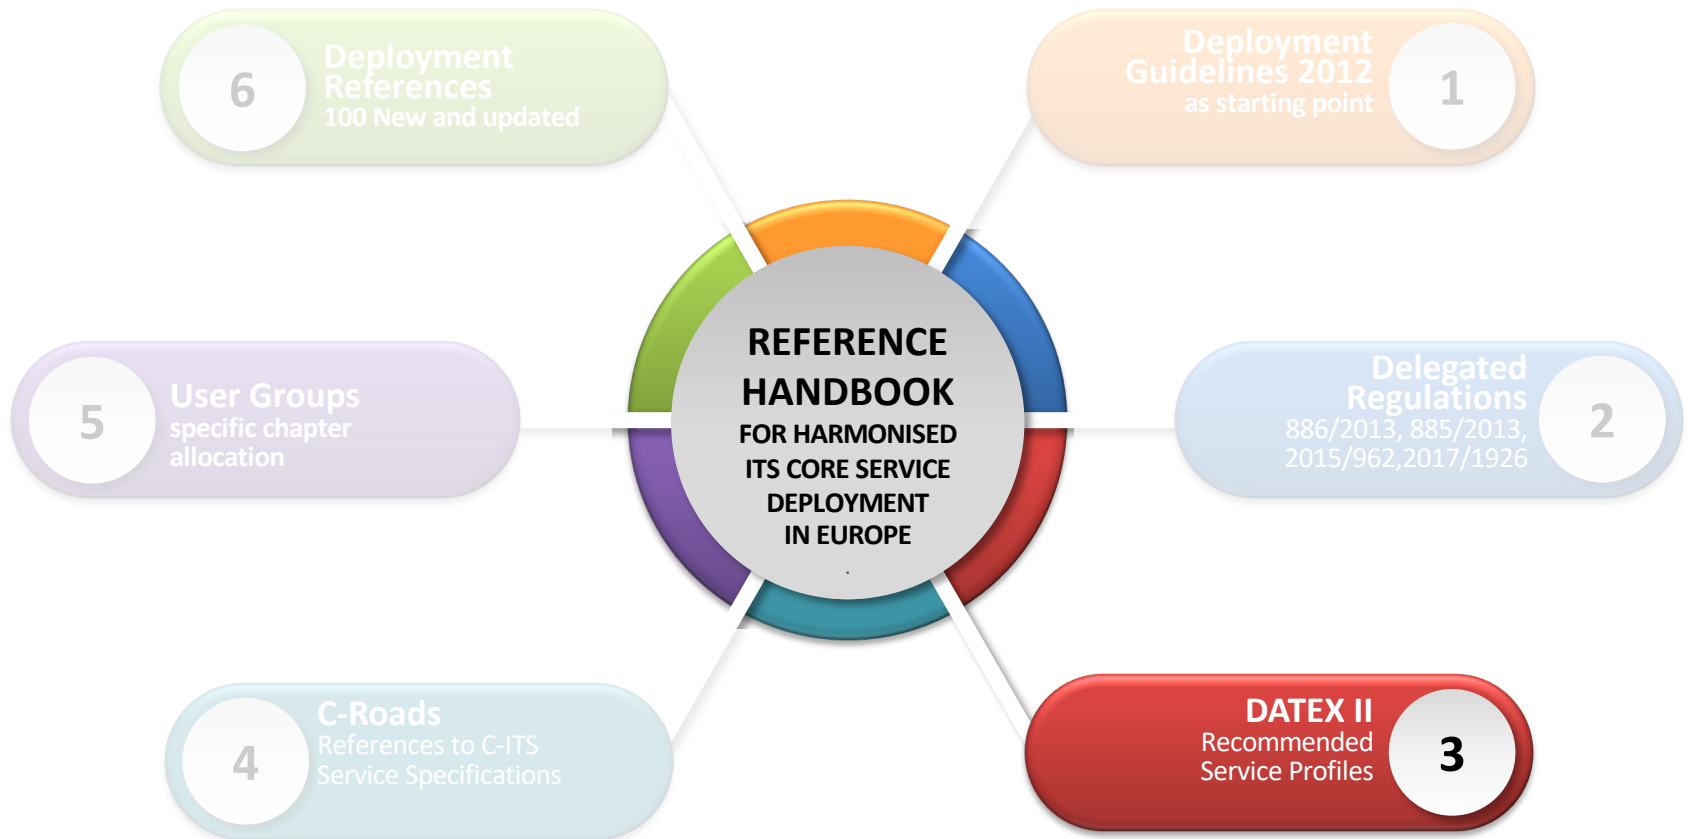 REFERENCE
HANDBOOK
FOR HARMONISED
ITS CORE SERVICE
DEPLOYMENT
IN EUROPE
.
Deployment
Guidelines 2012
as starting point
1
Delegated
Regulations
886/2013, 885/2013,
2015/962,2017/1926
2
DATEX II
Recommended
Service Profiles
3
4
C-Roads
References to C-ITS
Service Specifications
5
User Groups
specific chapter
allocation
6
Deployment
References
100 New and updated